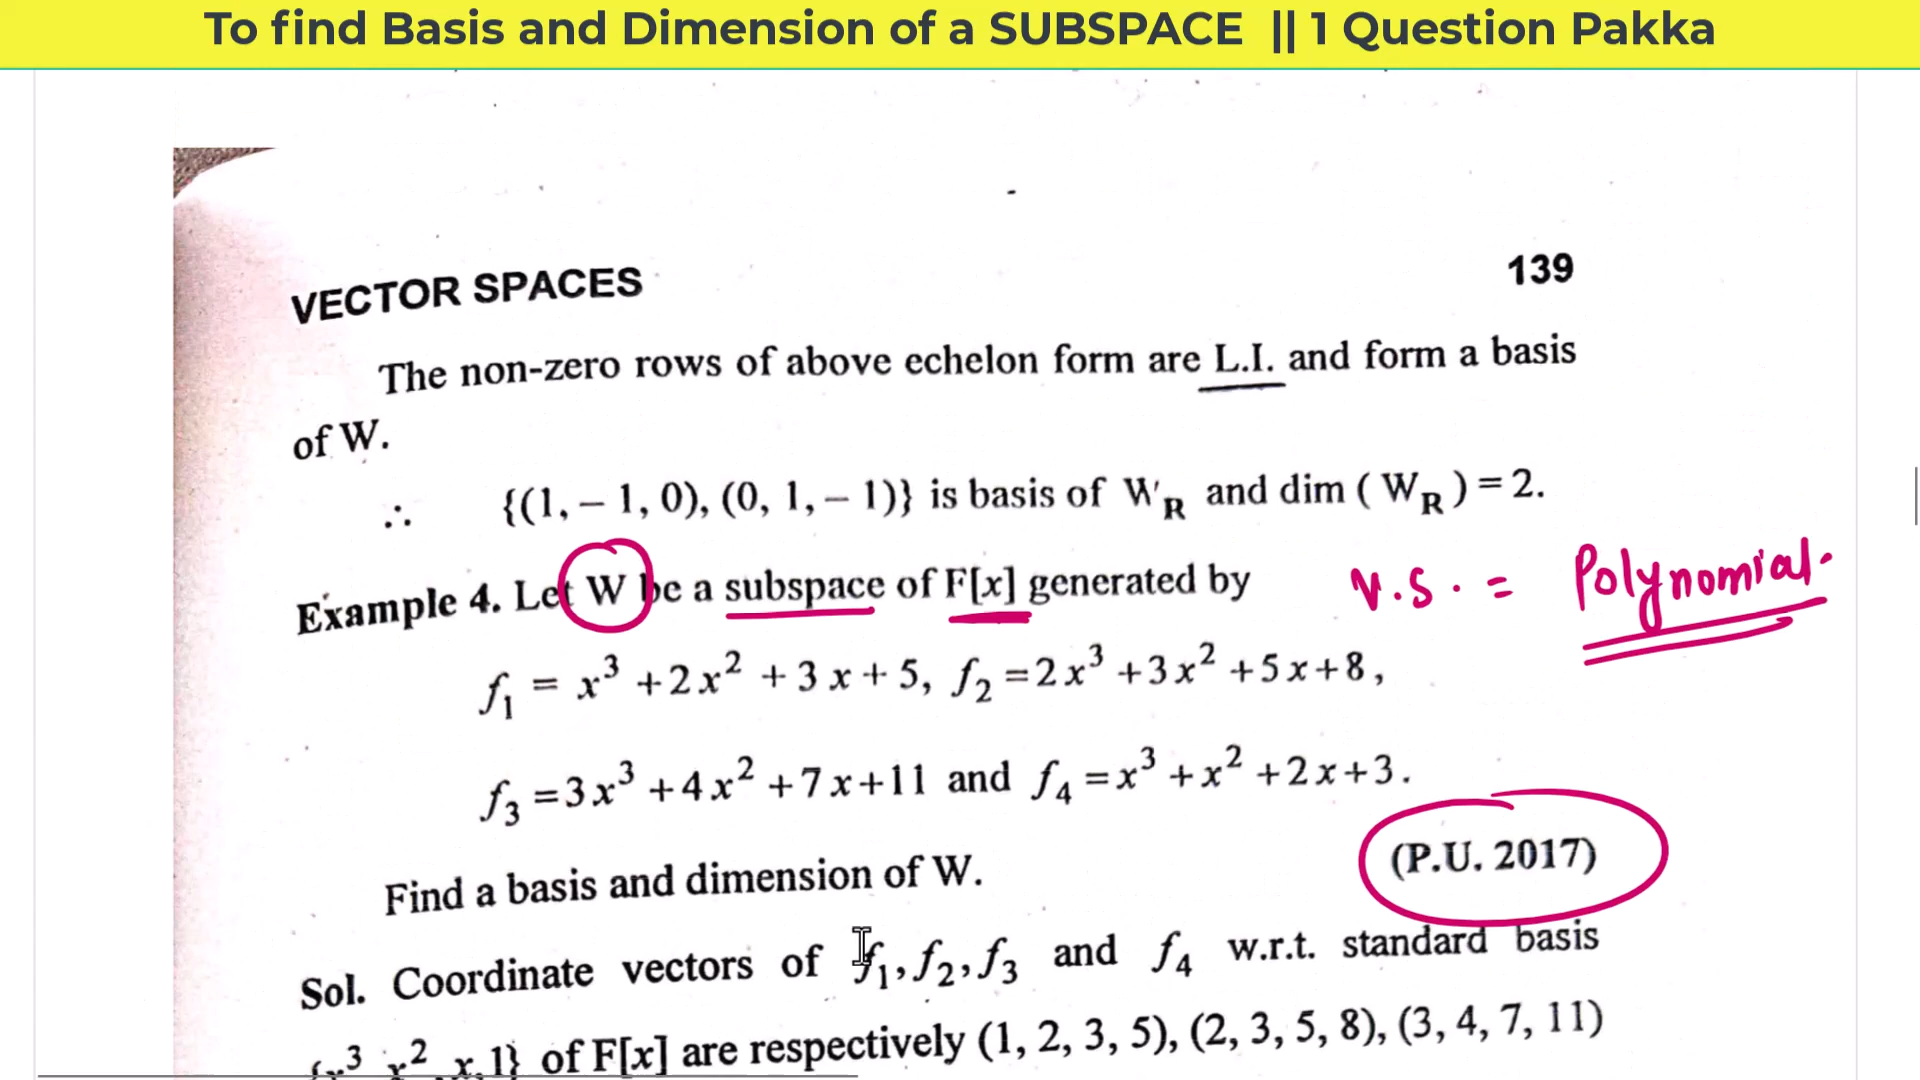 To find Basis and Dimension of a SUBSPACE || 1 Question Pakka
VECTOR SPACES 139
The non-zero rows of above echelon form are L.I. and form a basis
of W.
∴ {(1, – 1, 0), (0, 1, – 1)} is basis of W_R and dim ( W_R ) = 2.
Example 4. Let W be a subspace of F[x] generated by V.S. = Polynomial.
f₁ = x³ + 2x² + 3x + 5, f₂ = 2x³ + 3x² + 5x + 8,
f₃ = 3x³ + 4x² + 7x + 11 and f₄ = x³ + x² + 2x + 3.
(P.U. 2017)
Find a basis and dimension of W.
Sol. Coordinate vectors of f₁, f₂, f₃ and f₄ w.r.t. standard basis
{x³, x², x, 1} of F[x] are respectively (1, 2, 3, 5), (2, 3, 5, 8), (3, 4, 7, 11)